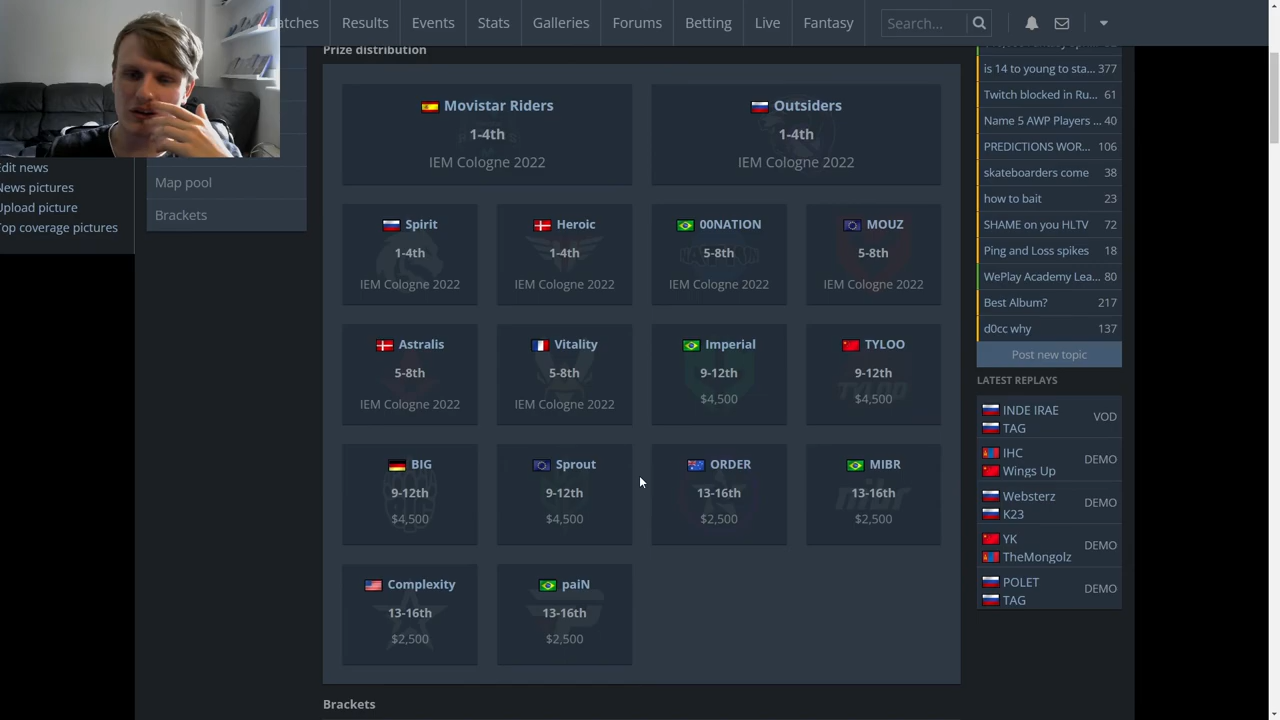 atches
Results
Events
Stats
Galleries
Forums
Betting
Live
Fantasy
Search...
Prize distribution
Movistar Riders
1-4th
IEM Cologne 2022
Outsiders
1-4th
IEM Cologne 2022
Spirit
1-4th
IEM Cologne 2022
Heroic
1-4th
IEM Cologne 2022
00NATION
5-8th
IEM Cologne 2022
MOUZ
5-8th
IEM Cologne 2022
Astralis
5-8th
IEM Cologne 2022
Vitality
5-8th
IEM Cologne 2022
Imperial
9-12th
$4,500
TYLOO
9-12th
$4,500
BIG
9-12th
$4,500
Sprout
9-12th
$4,500
ORDER
13-16th
$2,500
MIBR
13-16th
$2,500
Complexity
13-16th
$2,500
paiN
13-16th
$2,500
Brackets
Edit news
News pictures
Upload picture
Top coverage pictures
Map pool
Brackets
is 14 to young to sta... 377
Twitch blocked in Ru... 61
Name 5 AWP Players ... 40
PREDICTIONS WOR... 106
skateboarders come 38
how to bait 23
SHAME on you HLTV 72
Ping and Loss spikes 18
WePlay Academy Lea... 80
Best Album? 217
d0cc why 137
Post new topic
LATEST REPLAYS
INDE IRAE
TAG
VOD
IHC
Wings Up
DEMO
Websterz
K23
DEMO
YK
TheMongolz
DEMO
POLET
TAG
DEMO